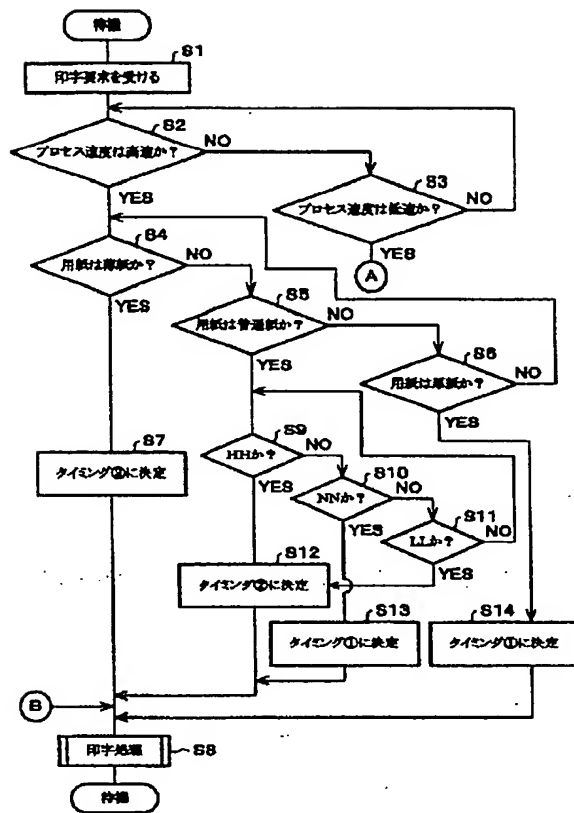 待機
S1
印字要求を受ける
S2
プロセス速度は高速か？
NO
YES
S3
プロセス速度は低速か？
NO
YES
A
S4
用紙は薄紙か？
NO
YES
S5
用紙は普通紙か？
NO
YES
S6
用紙は厚紙か？
NO
YES
S7
タイミング③に決定
S9
HHか？
NO
YES
S10
NNか？
NO
YES
S11
LLか？
NO
YES
S12
タイミング②に決定
S13
タイミング①に決定
S14
タイミング①に決定
B
印字処理
S8
待機